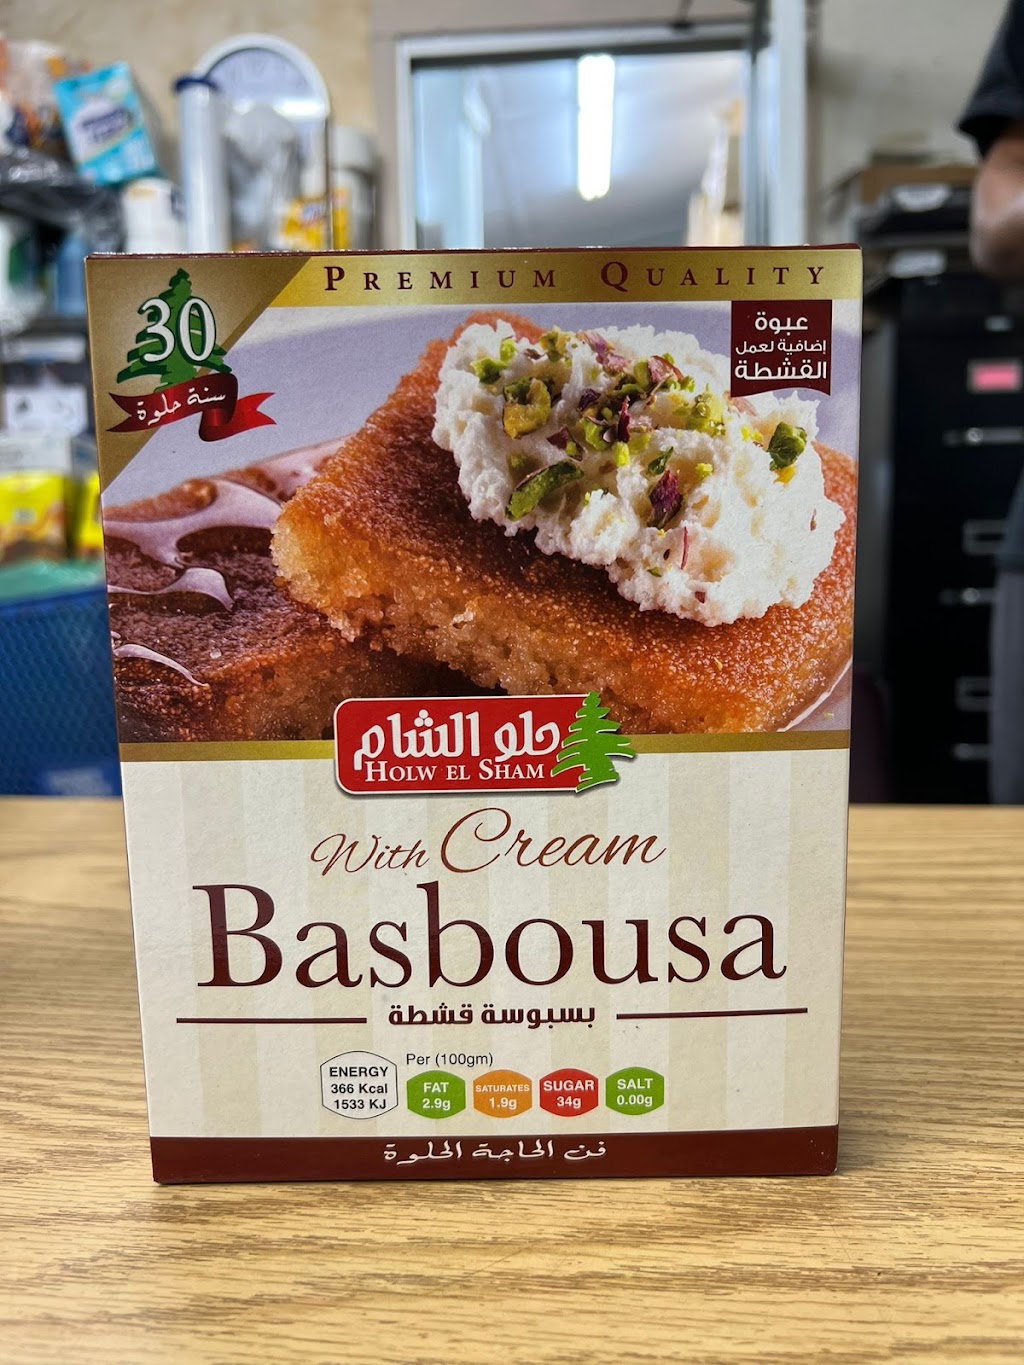 PREMIUM QUALITY
30
سنة حلوة
عبوة
إضافية لعمل
القشطة
حلو الشام
HOLW EL SHAM
With Cream
Basbousa
بسبوسة قشطة
Per (100gm)
ENERGY
366 Kcal
1533 KJ
FAT
2.9g
SATURATES
1.9g
SUGAR
34g
SALT
0.00g
فن الحاجة الحلوة